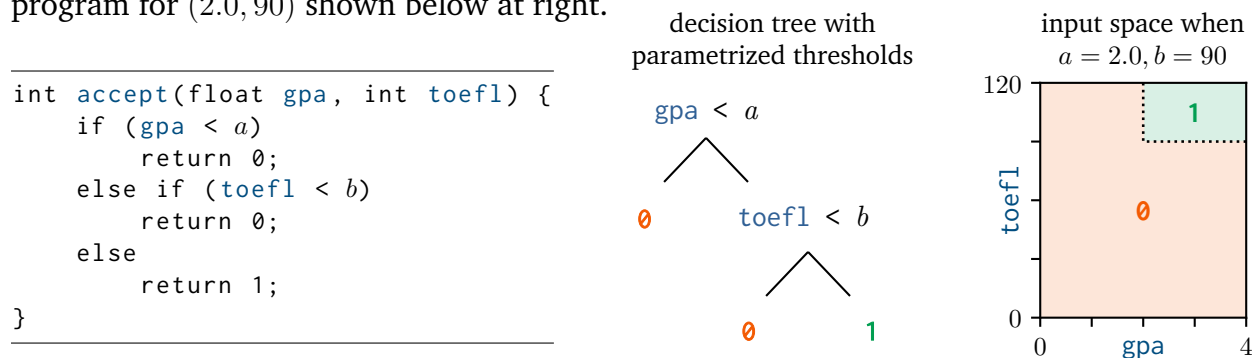 program for (2.0, 90) shown below at right.
int accept(float gpa, int toefl) {
if (gpa < a)
return 0;
else if (toefl < b)
return 0;
else
return 1;
}
decision tree with
parametrized thresholds
gpa < a
0
toefl < b
0
1
input space when
a = 2.0, b = 90
120
1
toefl
0
0
0
gpa
4